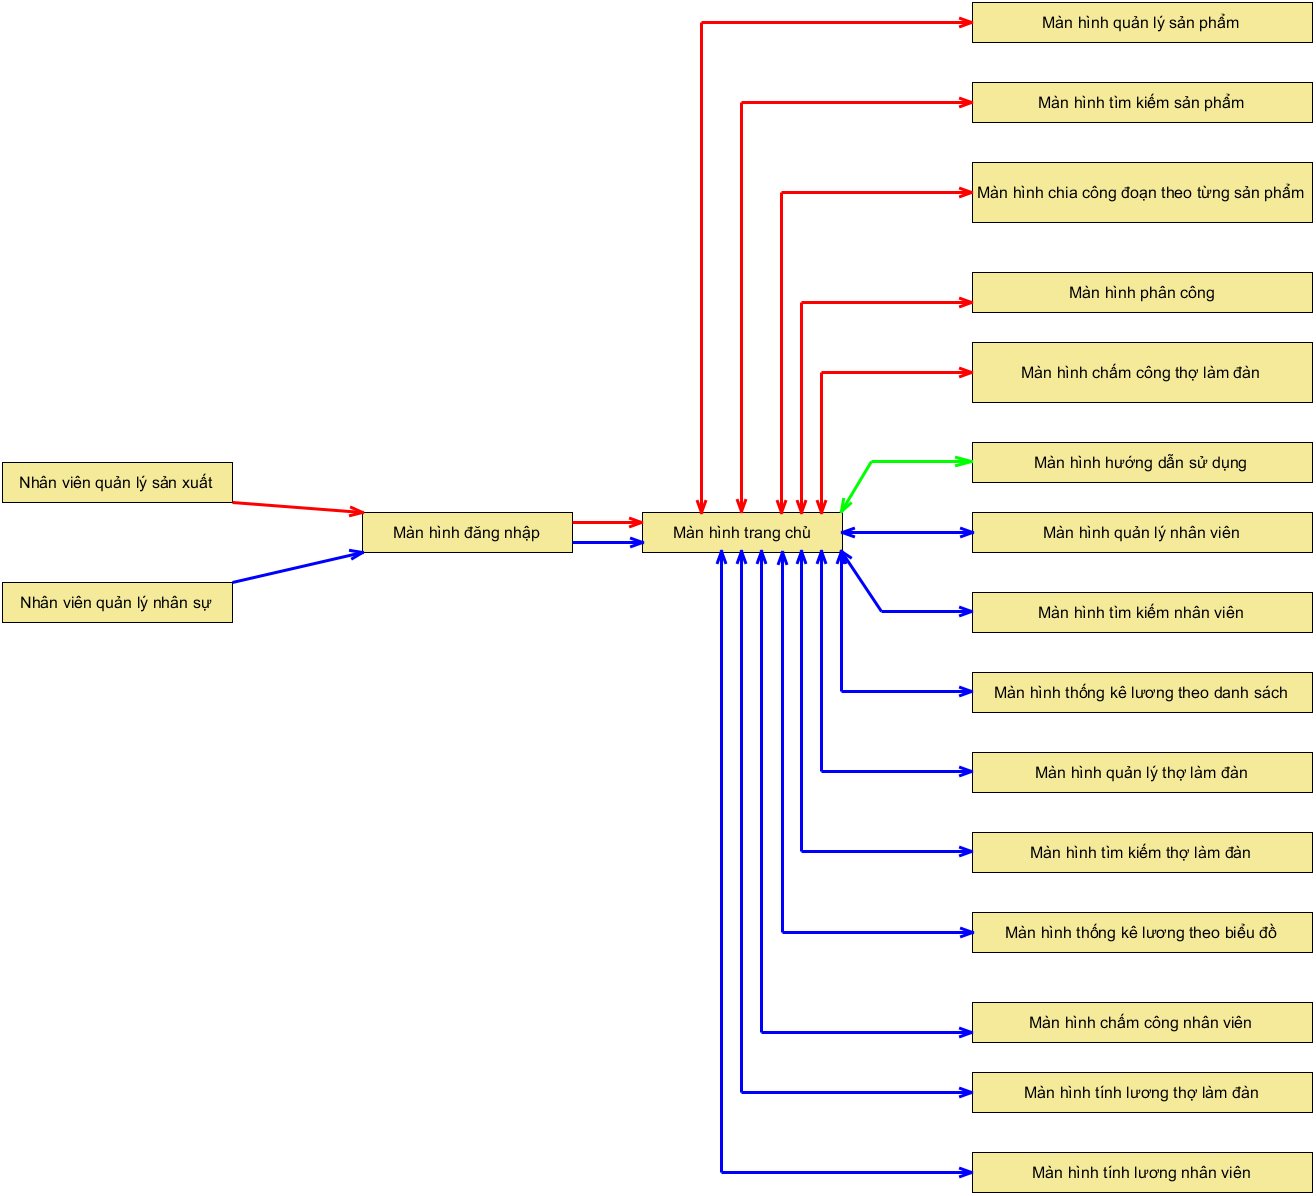 Màn hình quản lý sản phẩm
Màn hình tìm kiếm sản phẩm
Màn hình chia công đoạn theo từng sản phẩm
Màn hình phân công
Màn hình chấm công thợ làm đàn
Màn hình hướng dẫn sử dụng
Nhân viên quản lý sản xuất
Màn hình đăng nhập
Màn hình trang chủ
Màn hình quản lý nhân viên
Nhân viên quản lý nhân sự
Màn hình tìm kiếm nhân viên
Màn hình thống kê lương theo danh sách
Màn hình quản lý thợ làm đàn
Màn hình tìm kiếm thợ làm đàn
Màn hình thống kê lương theo biểu đồ
Màn hình chấm công nhân viên
Màn hình tính lương thợ làm đàn
Màn hình tính lương nhân viên